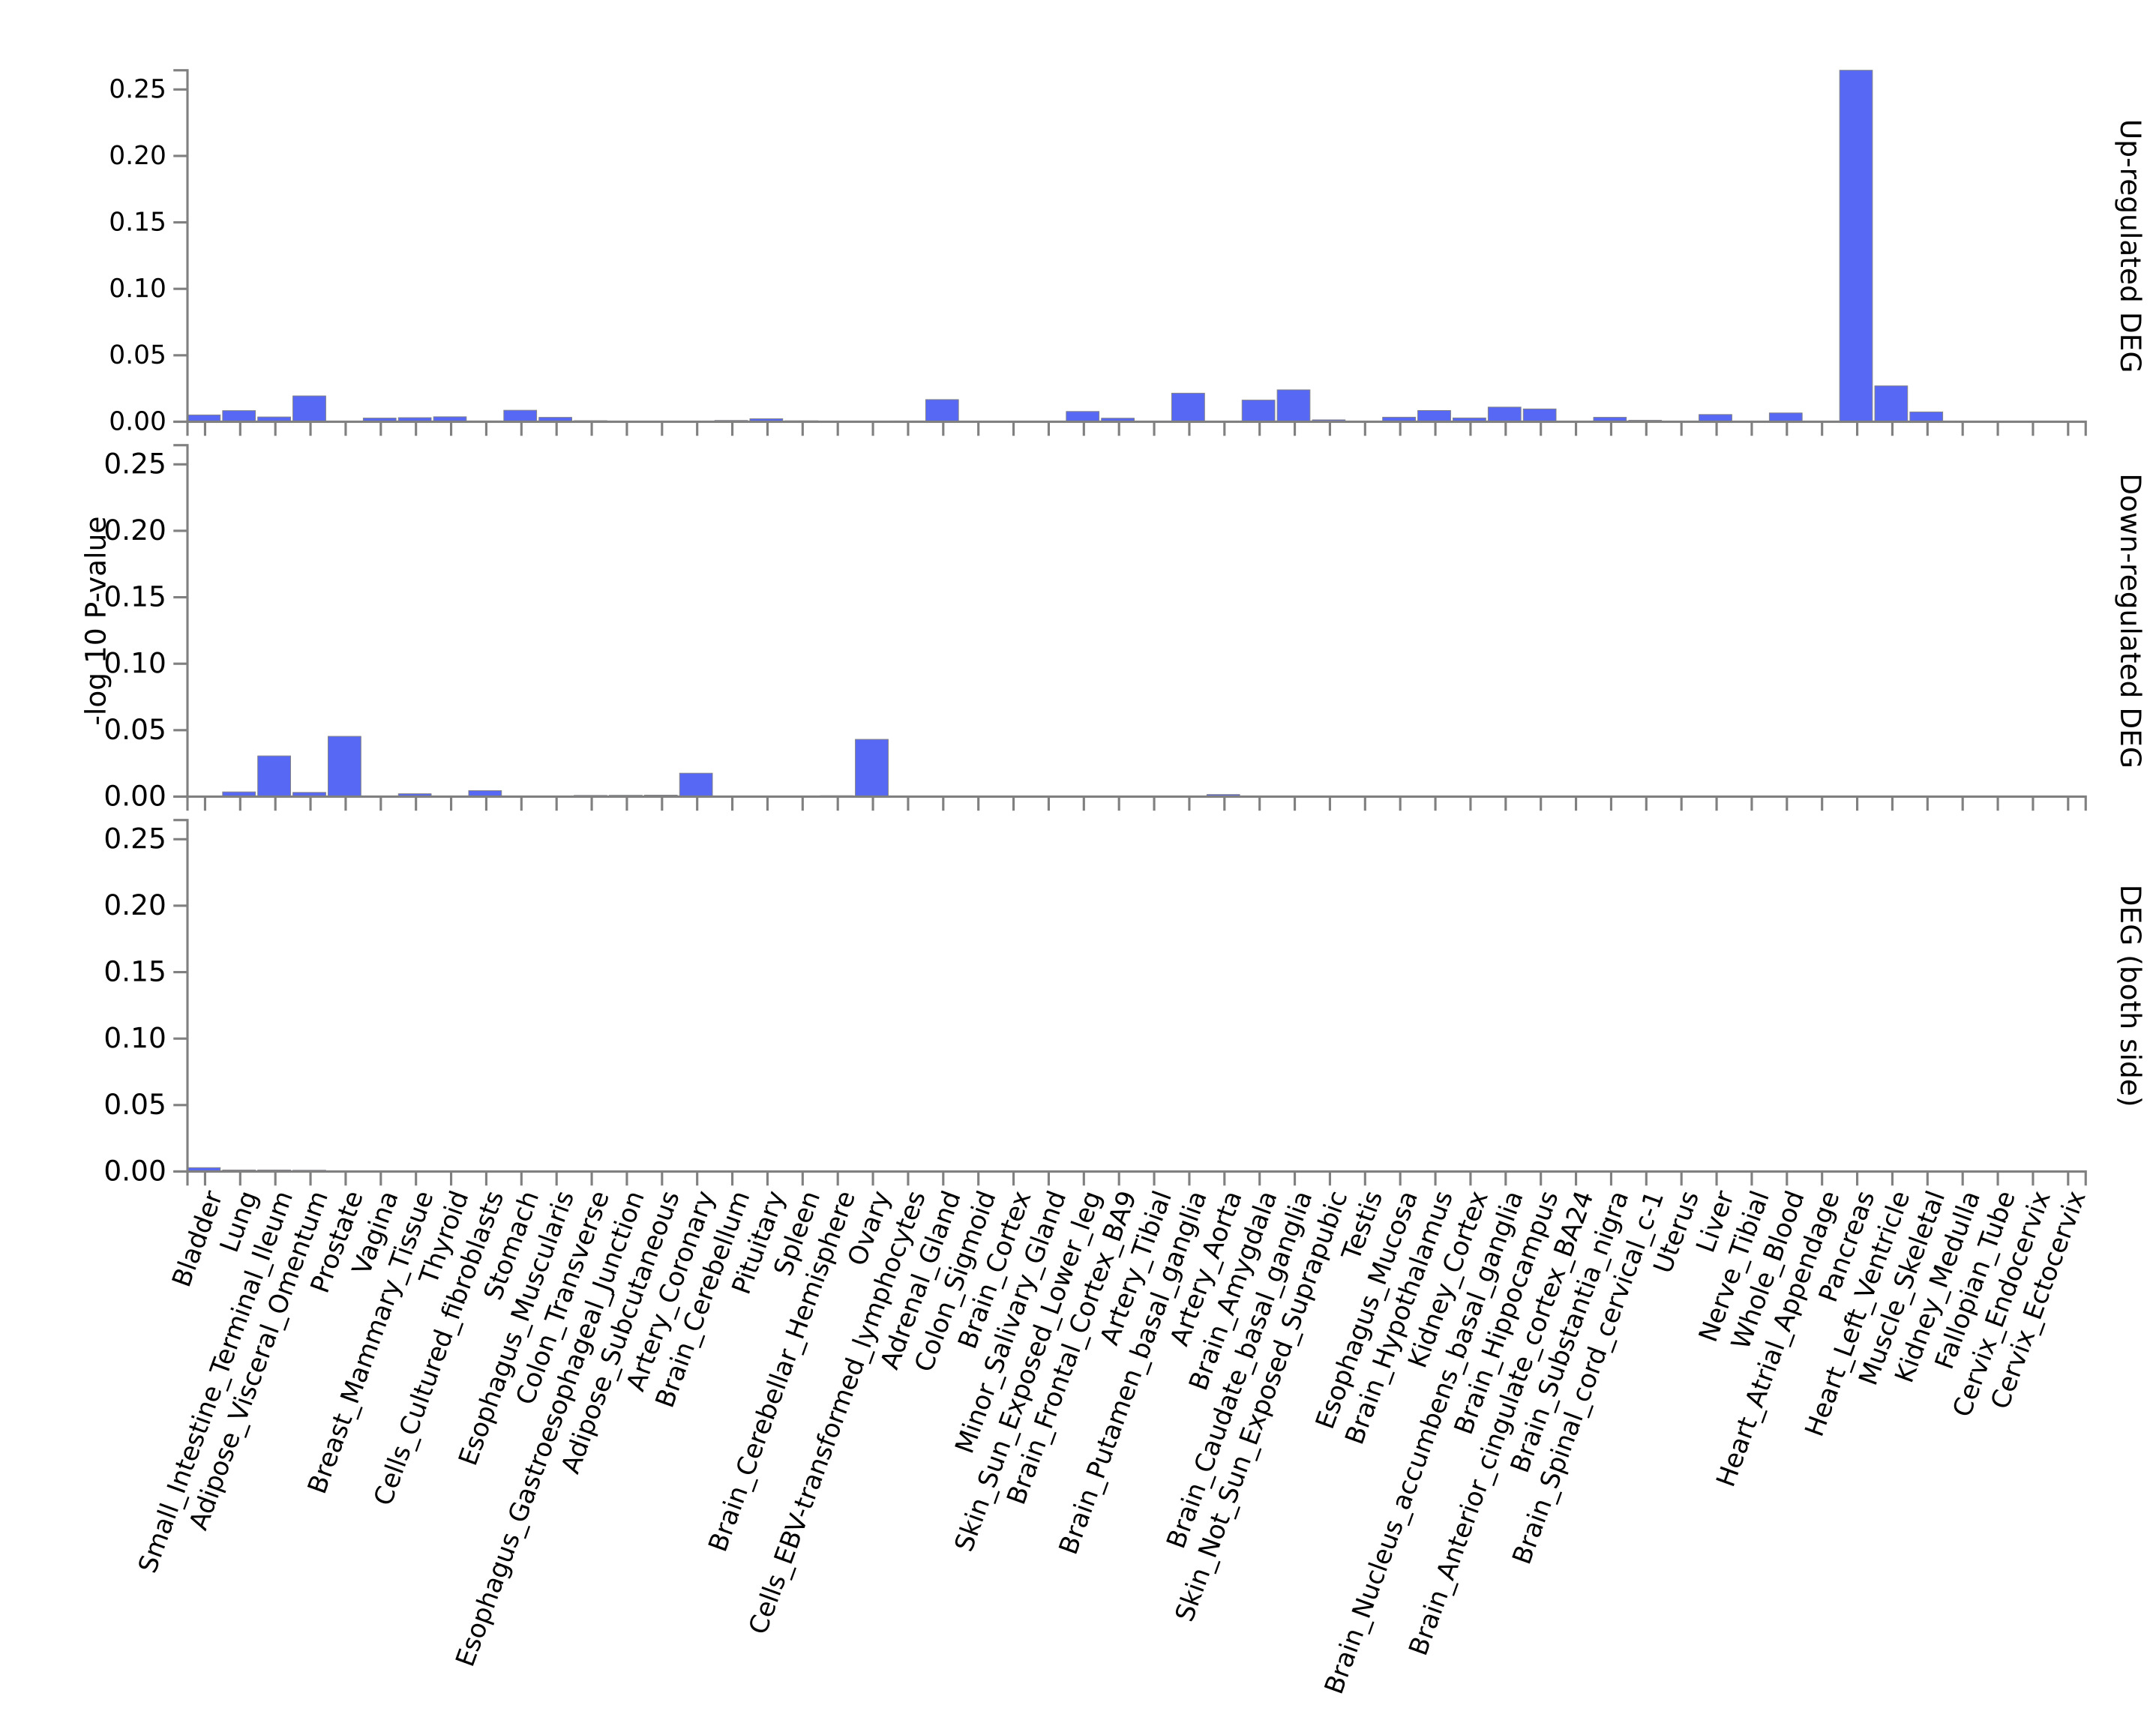 0.25
0.20
0.15
0.10
0.05
0.00
Up-regulated DEG
-log 10 P-value
0.25
0.20
0.15
0.10
0.05
0.00
Down-regulated DEG
0.25
0.20
0.15
0.10
0.05
0.00
DEG (both side)
Bladder
Lung
Small_Intestine_Terminal_Ileum
Adipose_Visceral_Omentum
Prostate
Vagina
Breast_Mammary_Tissue
Thyroid
Cells_Cultured_fibroblasts
Stomach
Esophagus_Muscularis
Colon_Transverse
Esophagus_Gastroesophageal_Junction
Adipose_Subcutaneous
Artery_Coronary
Brain_Cerebellum
Pituitary
Spleen
Brain_Cerebellar_Hemisphere
Ovary
Cells_EBV-transformed_lymphocytes
Adrenal_Gland
Colon_Sigmoid
Brain_Cortex
Minor_Salivary_Gland
Skin_Sun_Exposed_Lower_leg
Brain_Frontal_Cortex_BA9
Artery_Tibial
Brain_Putamen_basal_ganglia
Artery_Aorta
Brain_Amygdala
Brain_Caudate_basal_ganglia
Skin_Not_Sun_Exposed_Suprapubic
Testis
Esophagus_Mucosa
Brain_Hypothalamus
Kidney_Cortex
Brain_Nucleus_accumbens_basal_ganglia
Brain_Hippocampus
Brain_Anterior_cingulate_cortex_BA24
Brain_Substantia_nigra
Brain_Spinal_cord_cervical_c-1
Uterus
Liver
Nerve_Tibial
Whole_Blood
Heart_Atrial_Appendage
Pancreas
Heart_Left_Ventricle
Muscle_Skeletal
Kidney_Medulla
Fallopian_Tube
Cervix_Endocervix
Cervix_Ectocervix